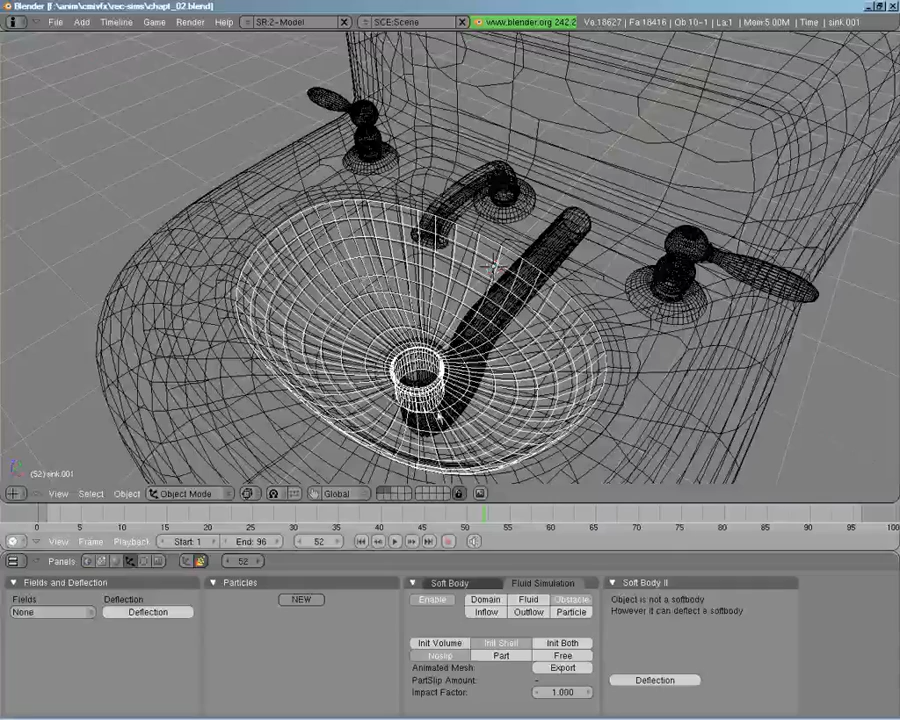 Blender [f:\anim\cmivfx\rec-sims\chapt_02.blend]
File Add Timeline Game Render Help SR:2-Model SCE:Scene www.blender.org 242.2 Ve:18627 | Fa:18416 | Ob:10-1 | La:1 | Mem:5.00M | Time | sink.001
(52) sink.001
View Select Object Object Mode Global
0 5 10 15 20 25 30 35 40 45 50 55 60 65 70 75 80 85 90 95 100
View Frame Playback Start: 1 End: 96 52
Panels 52
Fields and Deflection Particles Soft Body Fluid Simulation Soft Body II
Fields Deflection NEW Enable Domain Fluid Obstacle Object is not a softbody
None Deflection Inflow Outflow Particle However it can deflect a softbody
Init Volume Init Shell Init Both
Noslip Part Free
Animated Mesh: Export
PartSlip Amount: - Deflection
Impact Factor: 1.000